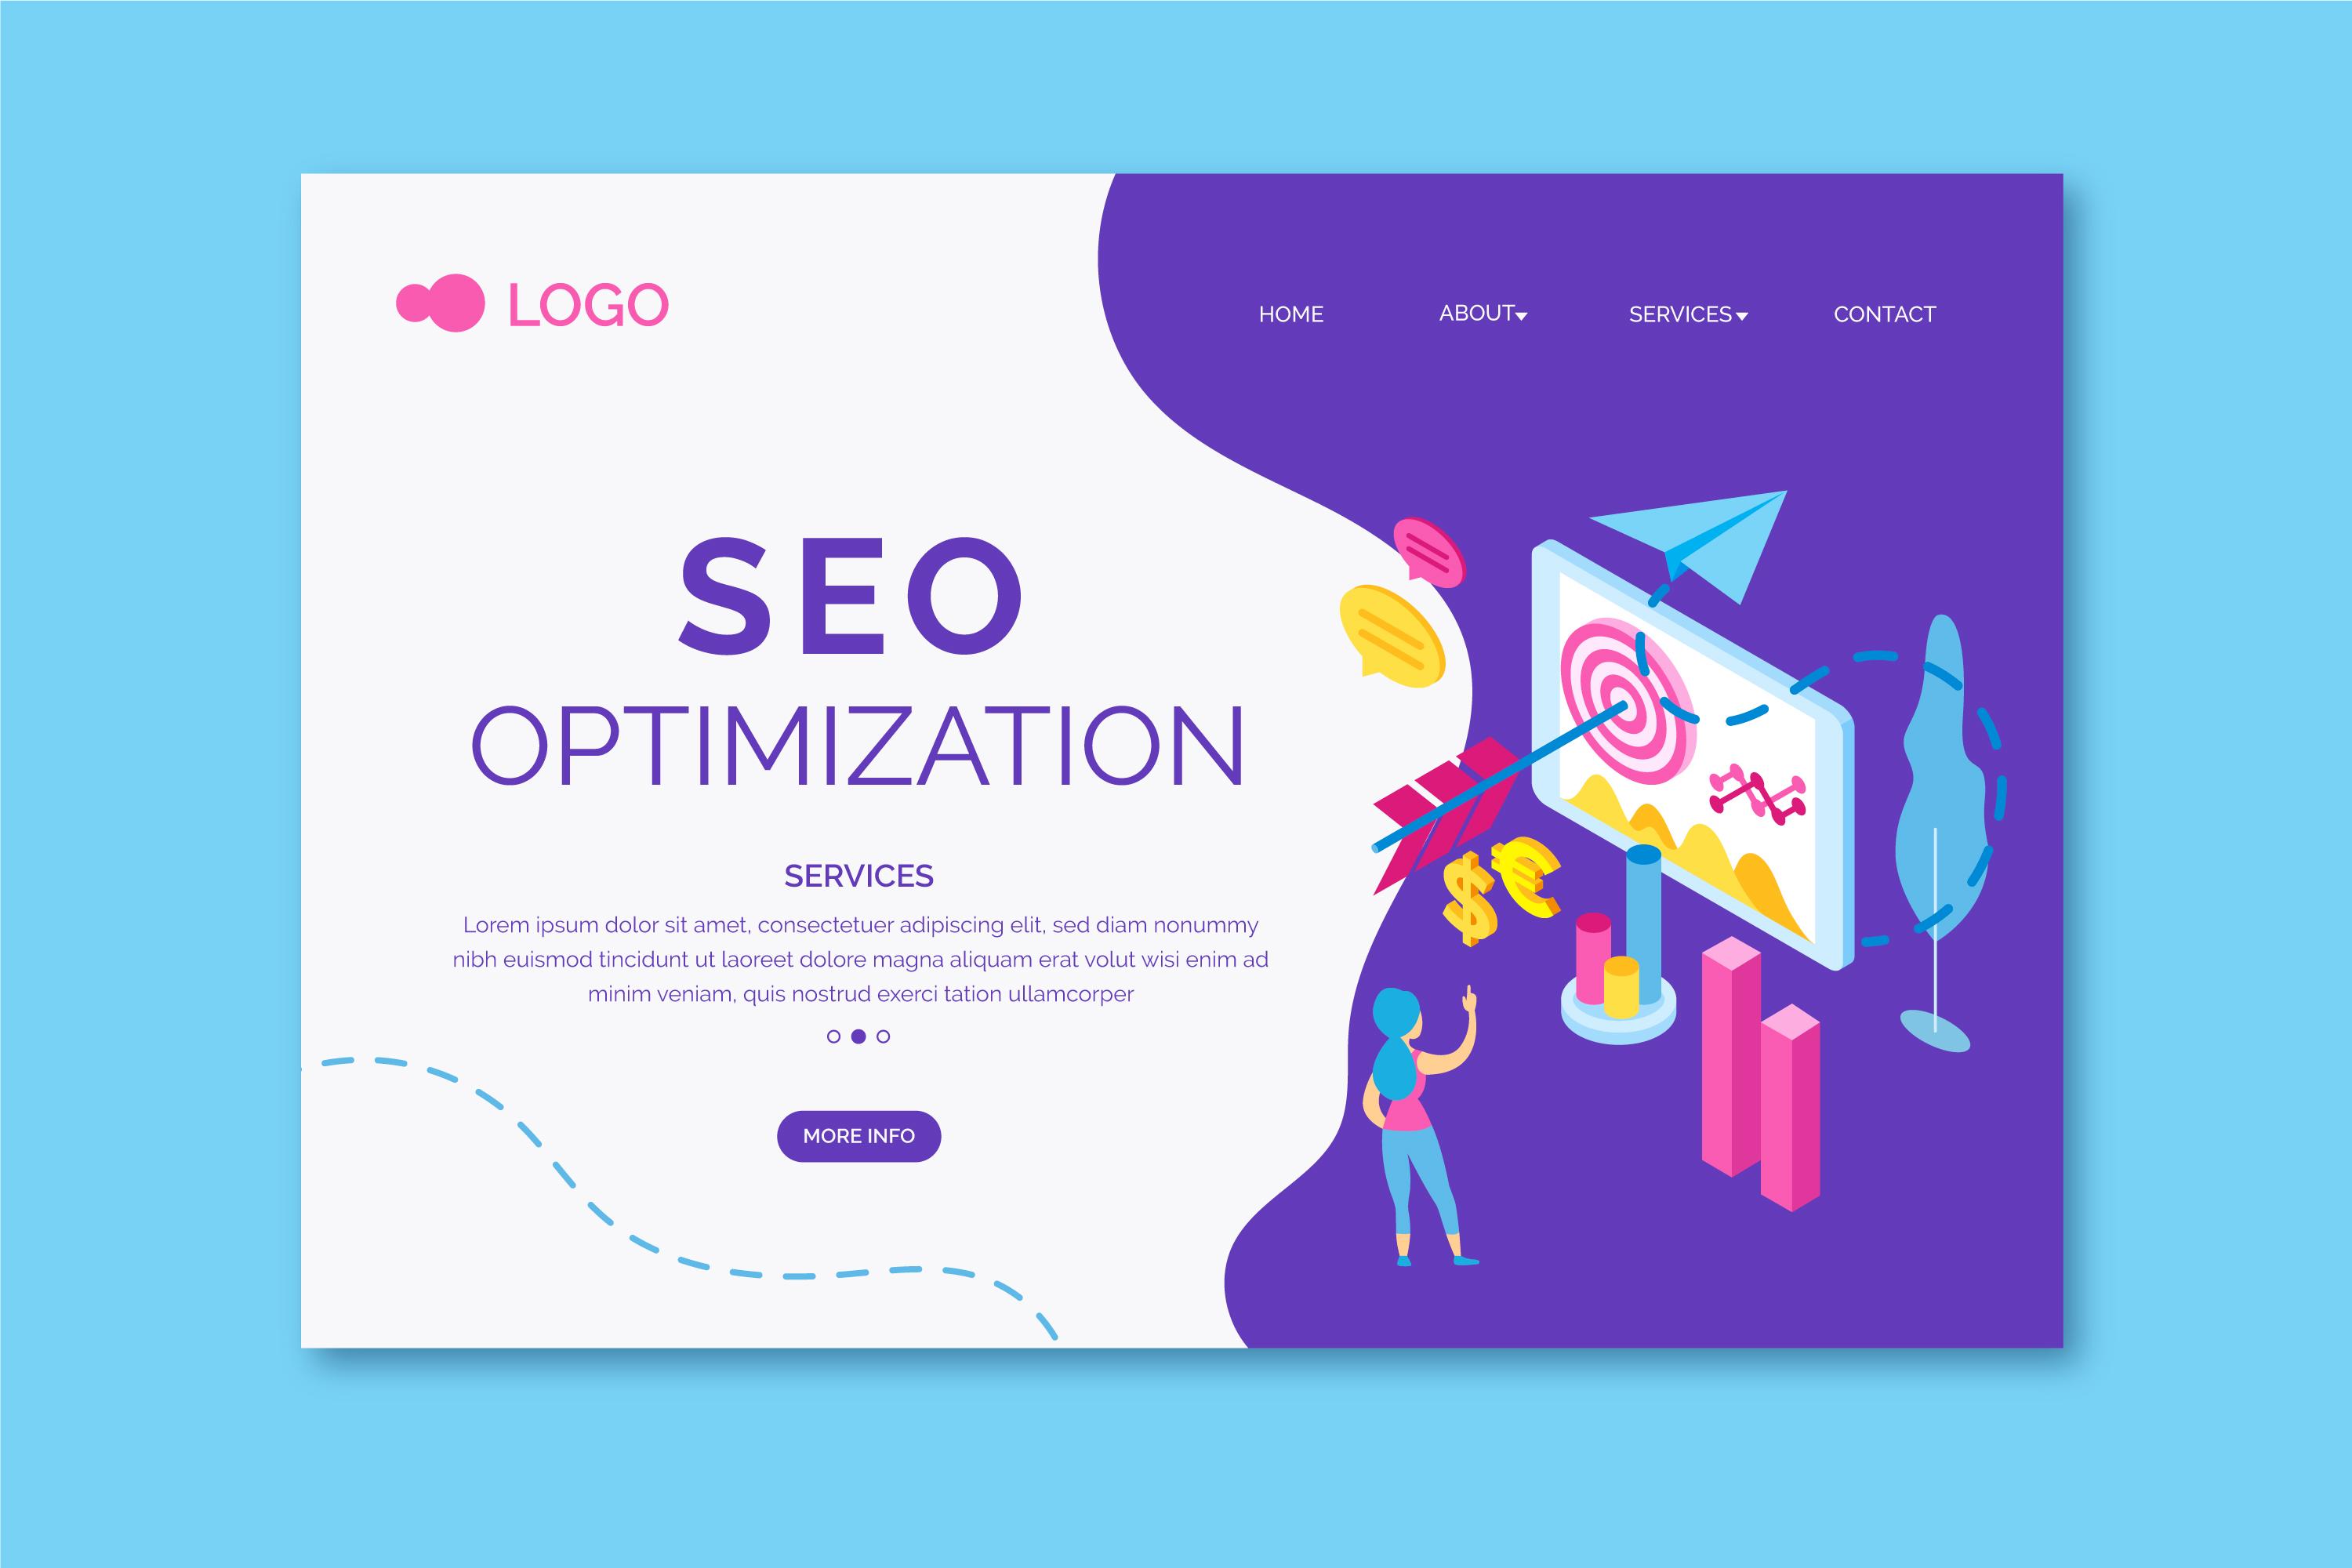 LOGO
HOME
ABOUT
SERVICES
CONTACT
SEO
OPTIMIZATION
SERVICES
Lorem ipsum dolor sit amet, consectetuer adipiscing elit, sed diam nonummy
nibh euismod tincidunt ut laoreet dolore magna aliquam erat volut wisi enim ad
minim veniam, quis nostrud exerci tation ullamcorper
MORE INFO
$
€